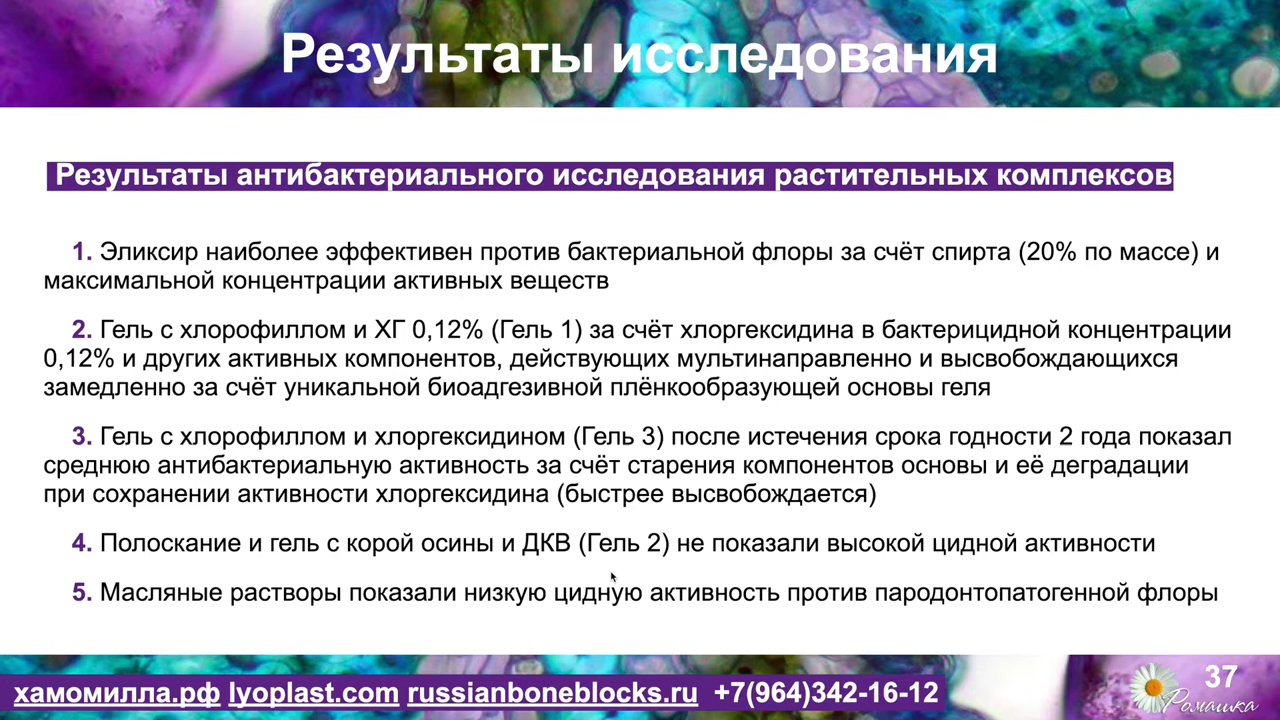 Результаты исследования
Результаты антибактериального исследования растительных комплексов
1. Эликсир наиболее эффективен против бактериальной флоры за счёт спирта (20% по массе) и
максимальной концентрации активных веществ
2. Гель с хлорофиллом и ХГ 0,12% (Гель 1) за счёт хлоргексидина в бактерицидной концентрации
0,12% и других активных компонентов, действующих мультинаправленно и высвобождающихся
замедленно за счёт уникальной биоадгезивной плёнкообразующей основы геля
3. Гель с хлорофиллом и хлоргексидином (Гель 3) после истечения срока годности 2 года показал
среднюю антибактериальную активность за счёт старения компонентов основы и её деградации
при сохранении активности хлоргексидина (быстрее высвобождается)
4. Полоскание и гель с корой осины и ДКВ (Гель 2) не показали высокой цидной активности
5. Масляные растворы показали низкую цидную активность против пародонтопатогенной флоры
хамомилла.рф lyoplast.com russianboneblocks.ru +7(964)342-16-12
37
Ромашка